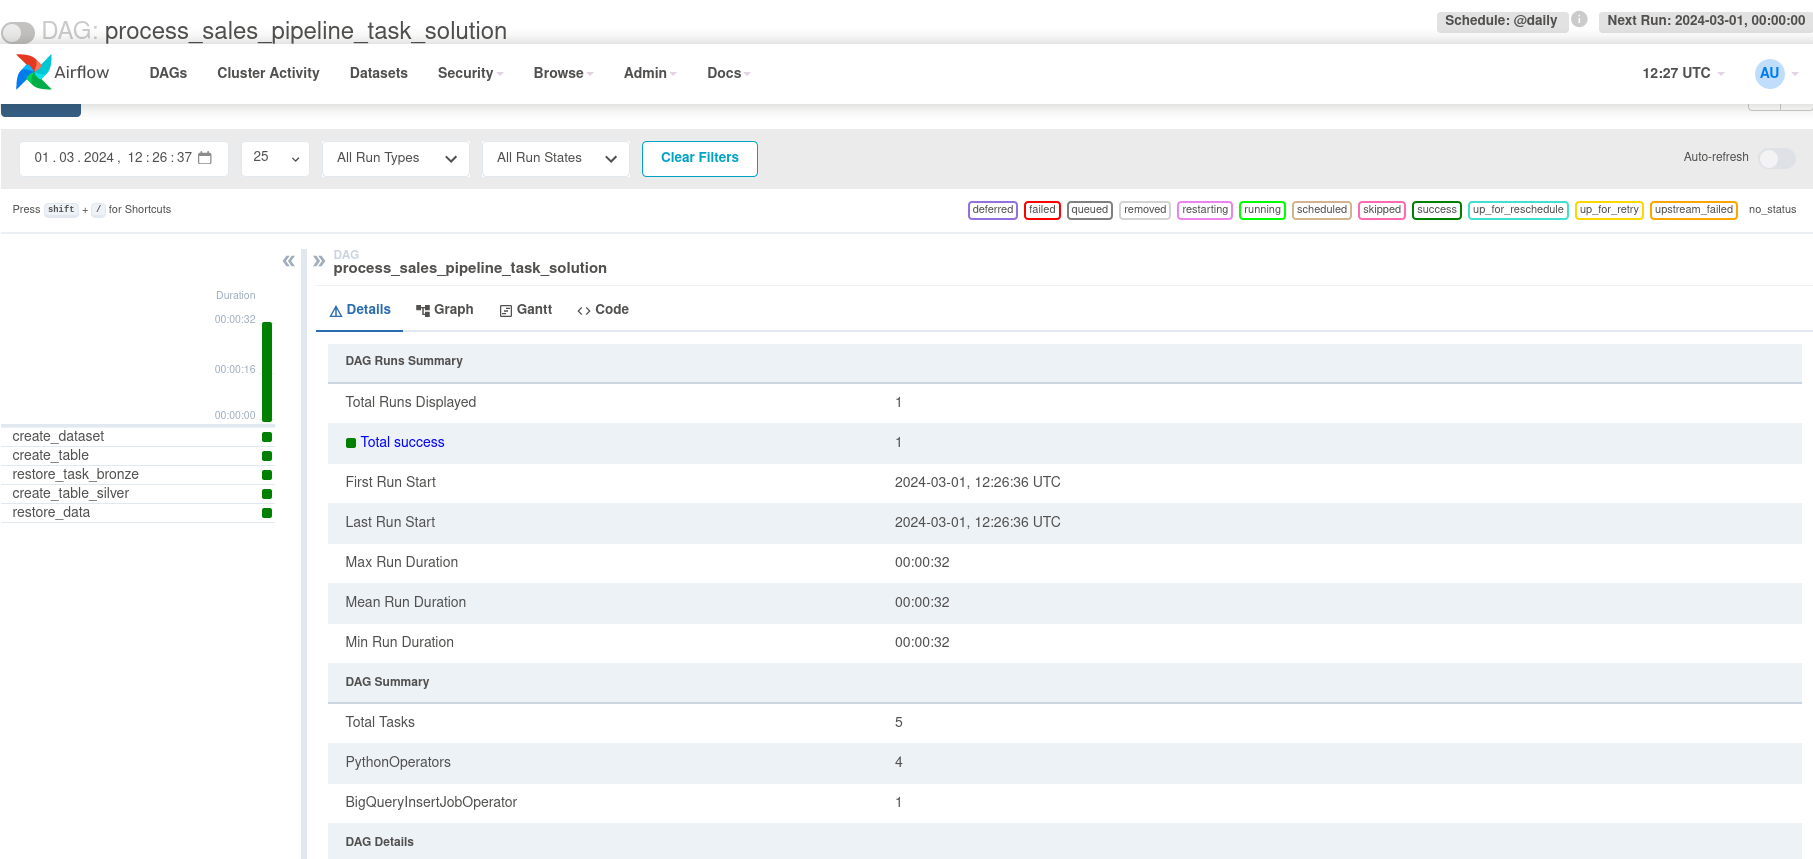 DAG: process_sales_pipeline_task_solution
Schedule: @daily
i
Next Run: 2024-03-01, 00:00:00
Airflow DAGs Cluster Activity Datasets Security Browse Admin Docs 12:27 UTC AU
01.03.2024, 12:26:37 25 All Run Types All Run States Clear Filters Auto-refresh
Press shift + / for Shortcuts
deferred failed queued removed restarting running scheduled skipped success up_for_reschedule up_for_retry upstream_failed no_status
« » DAG
process_sales_pipeline_task_solution
Duration
00:00:32
00:00:16
00:00:00
create_dataset
create_table
restore_task_bronze
create_table_silver
restore_data
Details Graph Gantt <> Code
DAG Runs Summary
Total Runs Displayed 1
Total success 1
First Run Start 2024-03-01, 12:26:36 UTC
Last Run Start 2024-03-01, 12:26:36 UTC
Max Run Duration 00:00:32
Mean Run Duration 00:00:32
Min Run Duration 00:00:32
DAG Summary
Total Tasks 5
PythonOperators 4
BigQueryInsertJobOperator 1
DAG Details